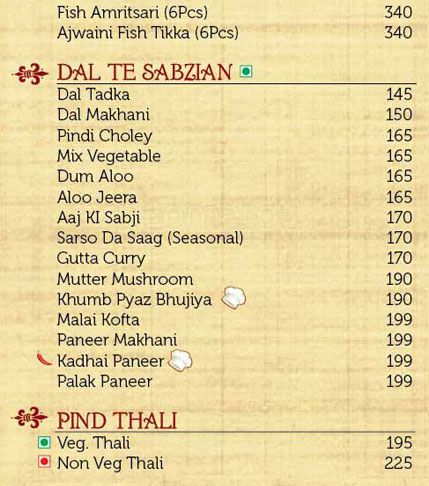 Fish Amritsari (6Pcs) 340
Ajwaini Fish Tikka (6Pcs) 340
DAL TE SABZIAN
Dal Tadka 145
Dal Makhani 150
Pindi Choley 165
Mix Vegetable 165
Dum Aloo 165
Aloo Jeera 165
Aaj KI Sabji 170
Sarso Da Saag (Seasonal) 170
Gutta Curry 170
Mutter Mushroom 190
Khumb Pyaz Bhujiya 190
Malai Kofta 199
Paneer Makhani 199
Kadhai Paneer 199
Palak Paneer 199
PIND THALI
Veg. Thali 195
Non Veg Thali 225